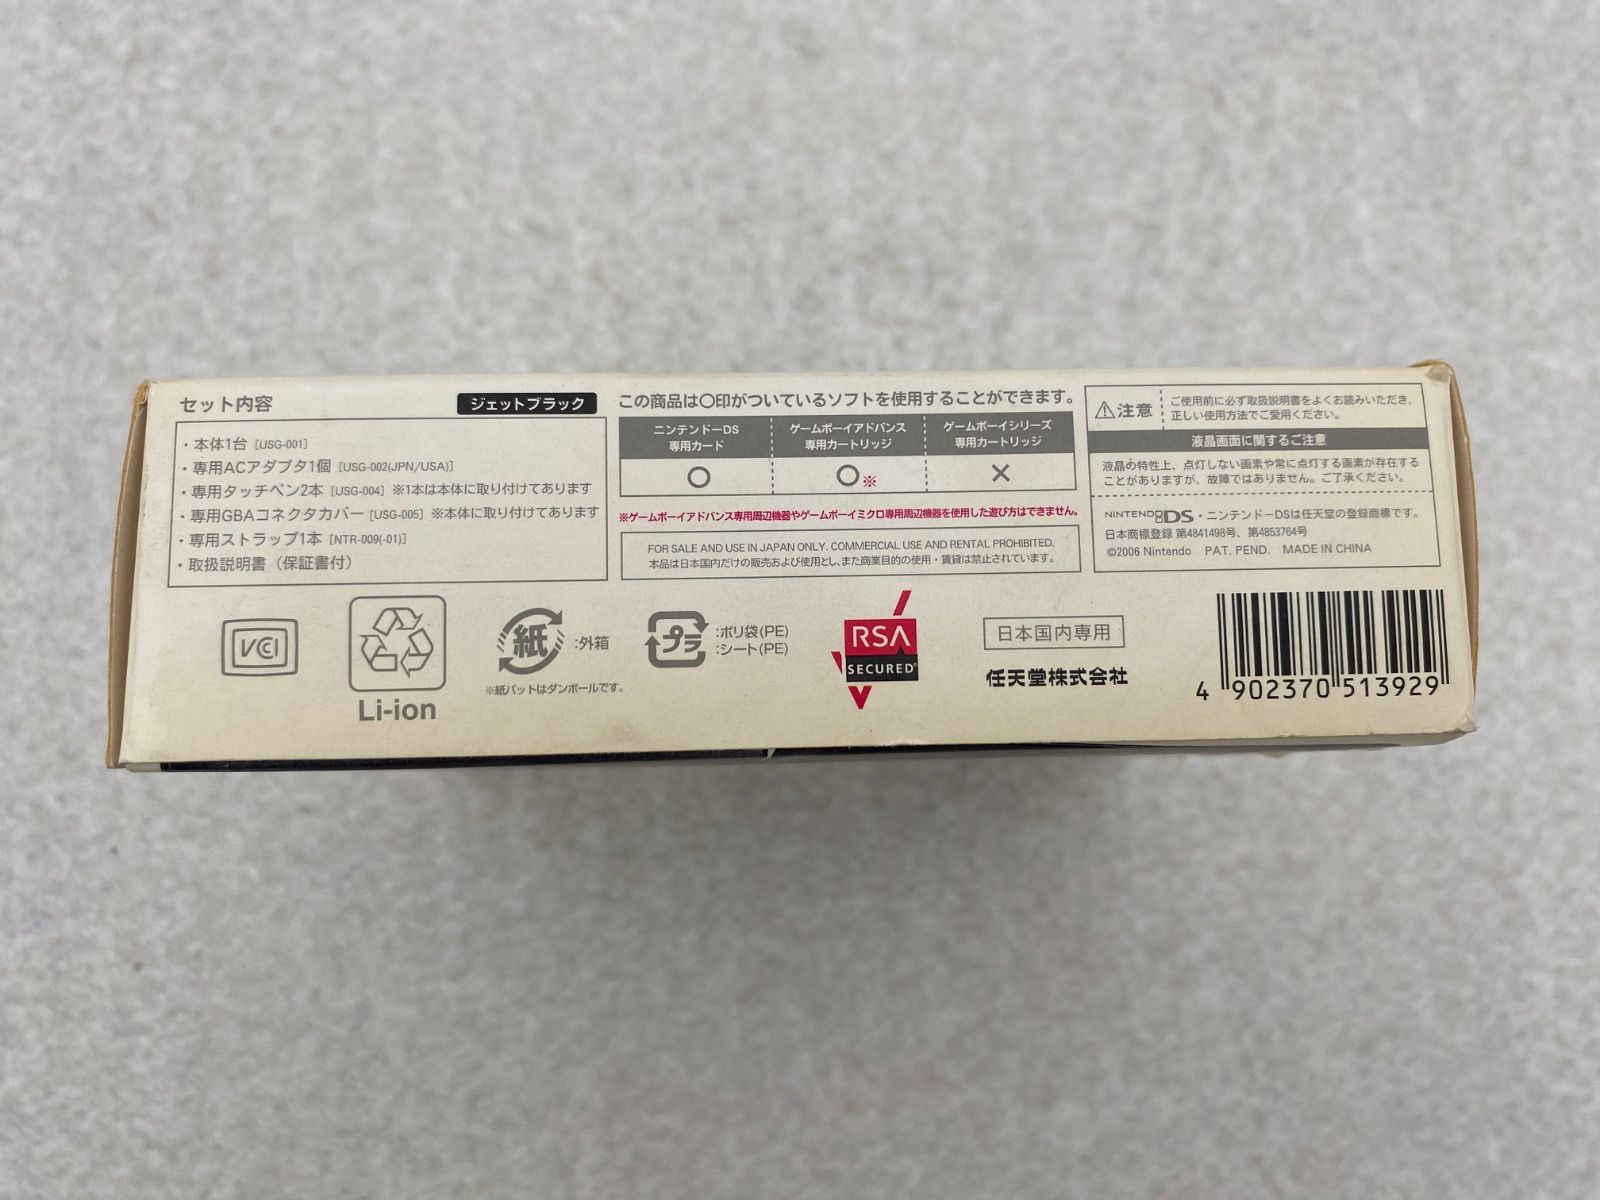 セット内容
ジェットブラック
・本体1台 [USG-001]
・専用ACアダプタ1個 [USG-002(JPN/USA)]
・専用タッチペン2本 [USG-004] ※1本は本体に取り付けてあります
・専用GBAコネクタカバー [USG-005] ※本体に取り付けてあります
・専用ストラップ1本 [NTR-009(-01)]
・取扱説明書(保証書付)
この商品は〇印がついているソフトを使用することができます。
ニンテンドーDS
専用カード
ゲームボーイアドバンス
専用カートリッジ
ゲームボーイシリーズ
専用カートリッジ
〇
〇※
×
※ゲームボーイアドバンス専用周辺機器やゲームボーイミクロ専用周辺機器を使用した遊び方はできません。
FOR SALE AND USE IN JAPAN ONLY. COMMERCIAL USE AND RENTAL PROHIBITED.
本品は日本国内だけの販売および使用とし、また商業目的の使用・賃貸は禁止されています。
⚠注意
ご使用前に必ず取扱説明書をよくお読みいただき、
正しい使用方法でご愛用ください。
液晶画面に関するご注意
液晶の特性上、点灯しない画素や常に点灯する画素が存在する
ことがありますが、故障ではありません。ご了承ください。
NINTENDO DS・ニンテンドーDSは任天堂の登録商標です。
日本商標登録 第4841498号、第4853764号
©2006 Nintendo PAT. PEND. MADE IN CHINA
VCCI
Li-ion
紙:外箱
※紙パットはダンボールです。
プラ:ポリ袋(PE)
:シート(PE)
RSA
SECURED®
日本国内専用
任天堂株式会社
4 902370 513929